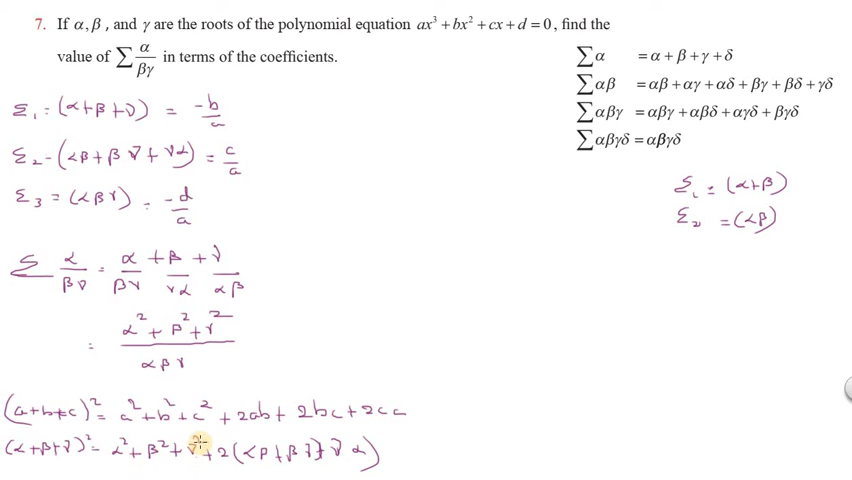 7. If α, β, and γ are the roots of the polynomial equation ax³ + bx² + cx + d = 0, find the
value of ∑ α/βγ in terms of the coefficients.
∑α = α + β + γ + δ
∑αβ = αβ + αγ + αδ + βγ + βδ + γδ
∑αβγ = αβγ + αβδ + αγδ + βγδ
∑αβγδ = αβγδ
Σ₁ = (α+β)
Σ₂ = (αβ)
Σ₁ = (α+β+γ) = -b/a
Σ₂ - (αβ + βγ + γα) = c/a
Σ₃ = (αβγ) = -d/a
Σ α/βγ = α/βγ + β/γα + γ/αβ
= α² + β² + γ² / αβγ
(a+b+c)² = a² + b² + c² + 2ab + 2bc + 2ca
(α+β+γ)² = α² + β² + γ² + 2(αβ + βγ + γα)